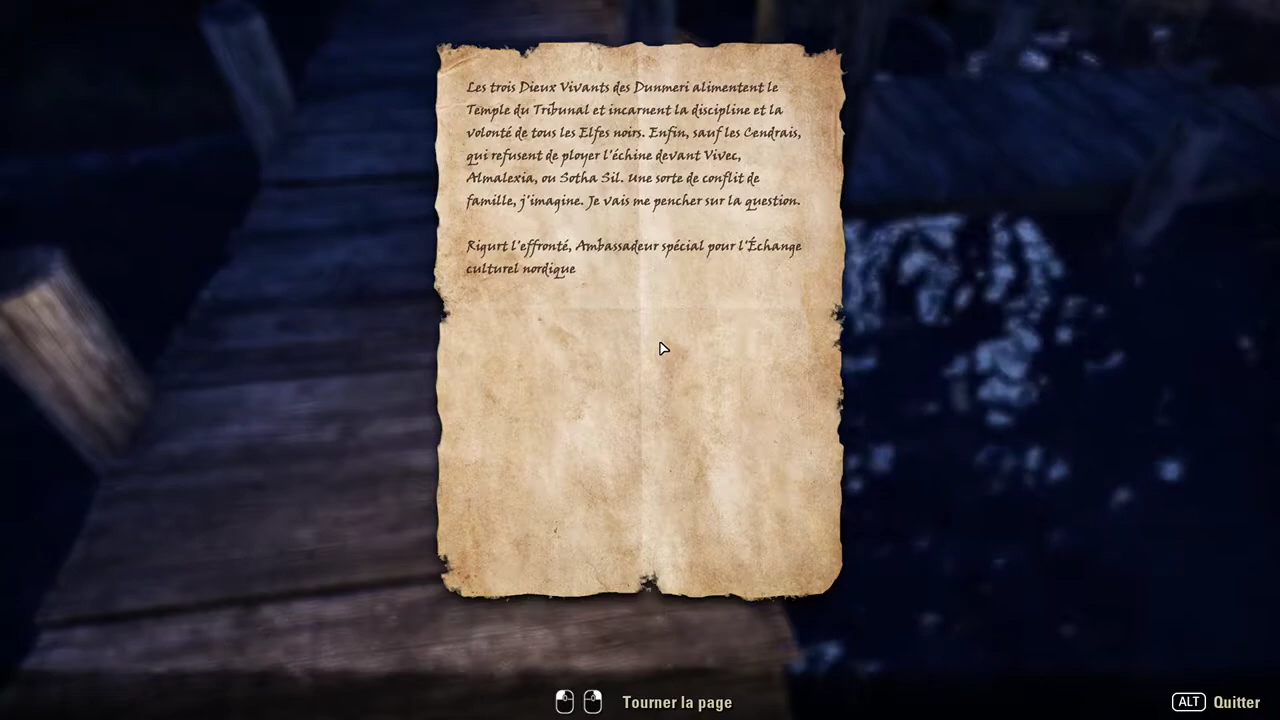 Les trois Dieux Vivants des Dunmeri alimentent le
Temple du Tribunal et incarnent la discipline et la
volonté de tous les Elfes noirs. Enfin, sauf les Cendrais,
qui refusent de ployer l'échine devant Vivec,
Almalexia, ou Sotha Sil. Une sorte de conflit de
famille, j'imagine. Je vais me pencher sur la question.
Rigurt l'effronté, Ambassadeur spécial pour l'Échange
culturel nordique
Tourner la page
ALT Quitter